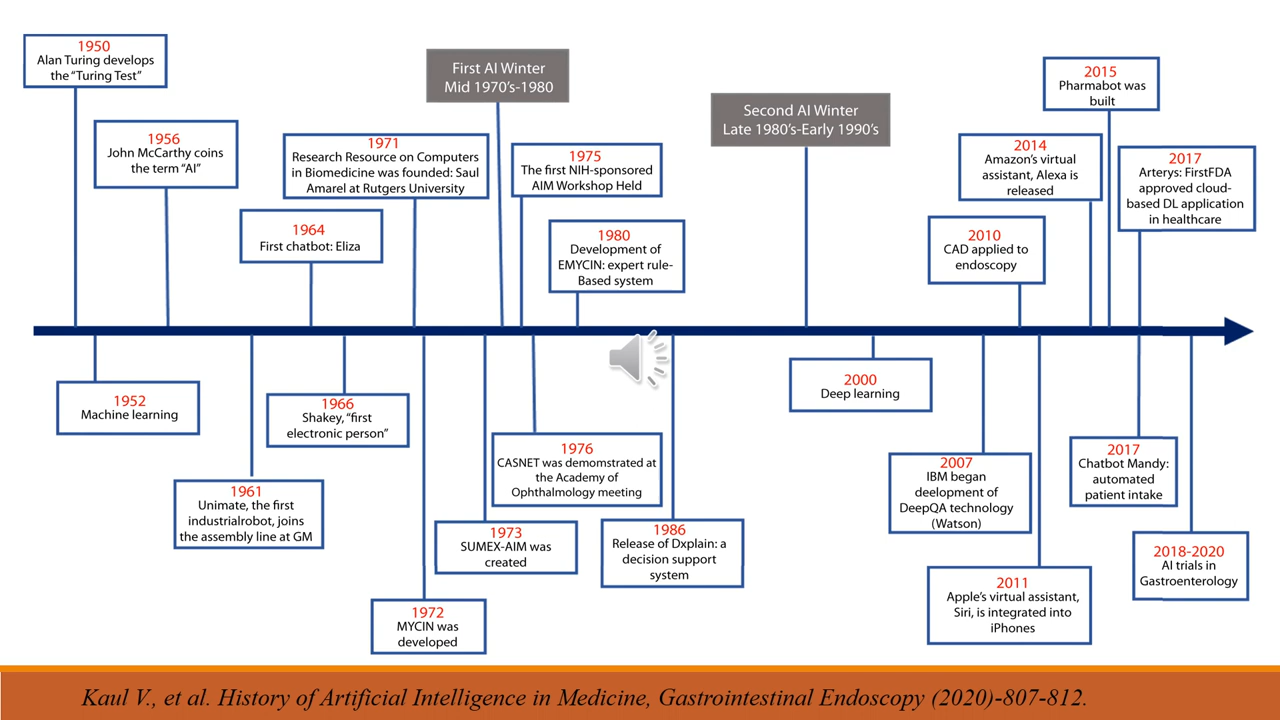 1950
Alan Turing develops
the “Turing Test”
1956
John McCarthy coins
the term “AI”
1964
First chatbot: Eliza
1971
Research Resource on Computers
in Biomedicine was founded: Saul
Amarel at Rutgers University
First AI Winter
Mid 1970’s-1980
1975
The first NIH-sponsored
AIM Workshop Held
1980
Development of
EMYCIN: expert rule-
Based system
Second AI Winter
Late 1980’s-Early 1990’s
2010
CAD applied to
endoscopy
2014
Amazon’s virtual
assistant, Alexa is
released
2015
Pharmabot was
built
2017
Arterys: FirstFDA
approved cloud-
based DL application
in healthcare
1952
Machine learning
1961
Unimate, the first
industrialrobot, joins
the assembly line at GM
1966
Shakey, “first
electronic person”
1972
MYCIN was
developed
1973
SUMEX-AIM was
created
1976
CASNET was demomstrated at
the Academy of
Ophthalmology meeting
1986
Release of Dxplain: a
decision support
system
2000
Deep learning
2007
IBM began
deelopment of
DeepQA technology
(Watson)
2011
Apple’s virtual assistant,
Siri, is integrated into
iPhones
2017
Chatbot Mandy:
automated
patient intake
2018-2020
AI trials in
Gastroenterology
Kaul V., et al. History of Artificial Intelligence in Medicine, Gastrointestinal Endoscopy (2020)-807-812.